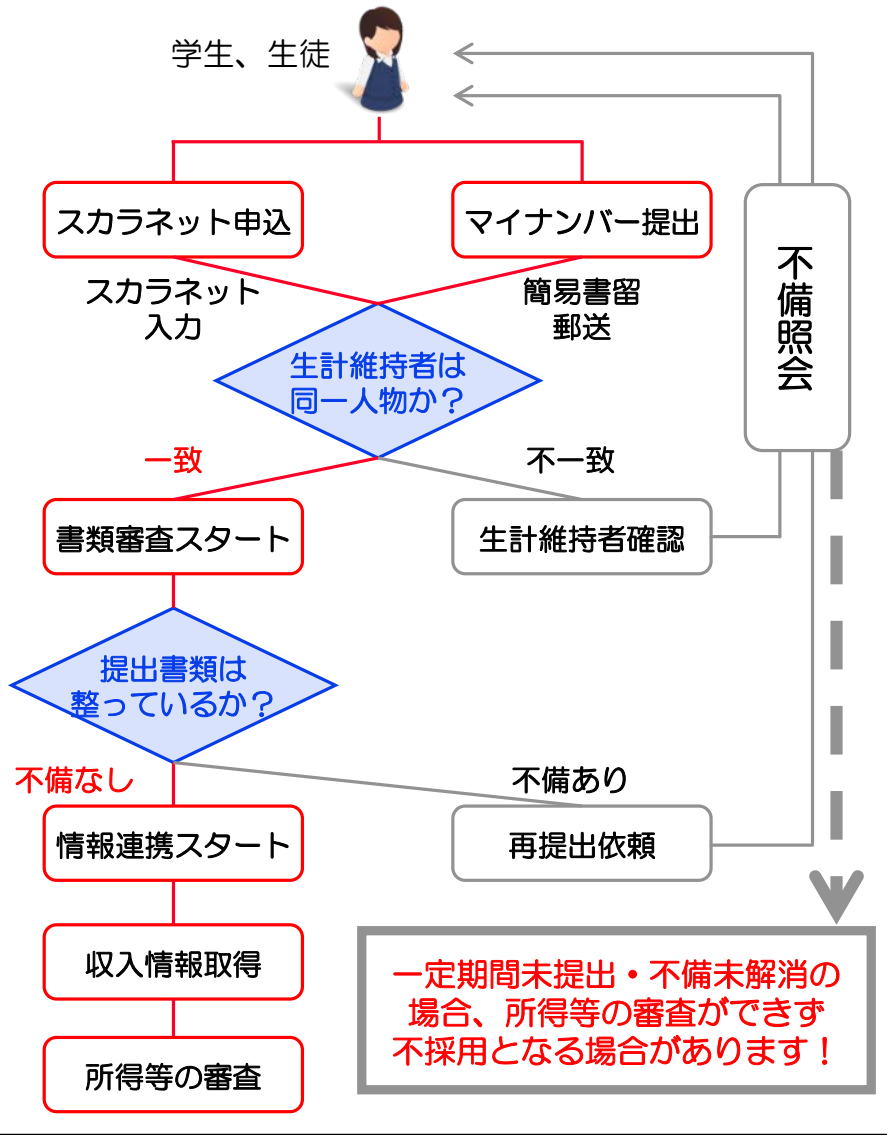 学生、生徒
スカラネット申込
マイナンバー提出
スカラネット
入力
簡易書留
郵送
不備照会
生計維持者は
同一人物か？
一致
不一致
書類審査スタート
生計維持者確認
提出書類は
整っているか？
不備なし
不備あり
情報連携スタート
再提出依頼
収入情報取得
所得等の審査
一定期間未提出・不備未解消の
場合、所得等の審査ができず
不採用となる場合があります！